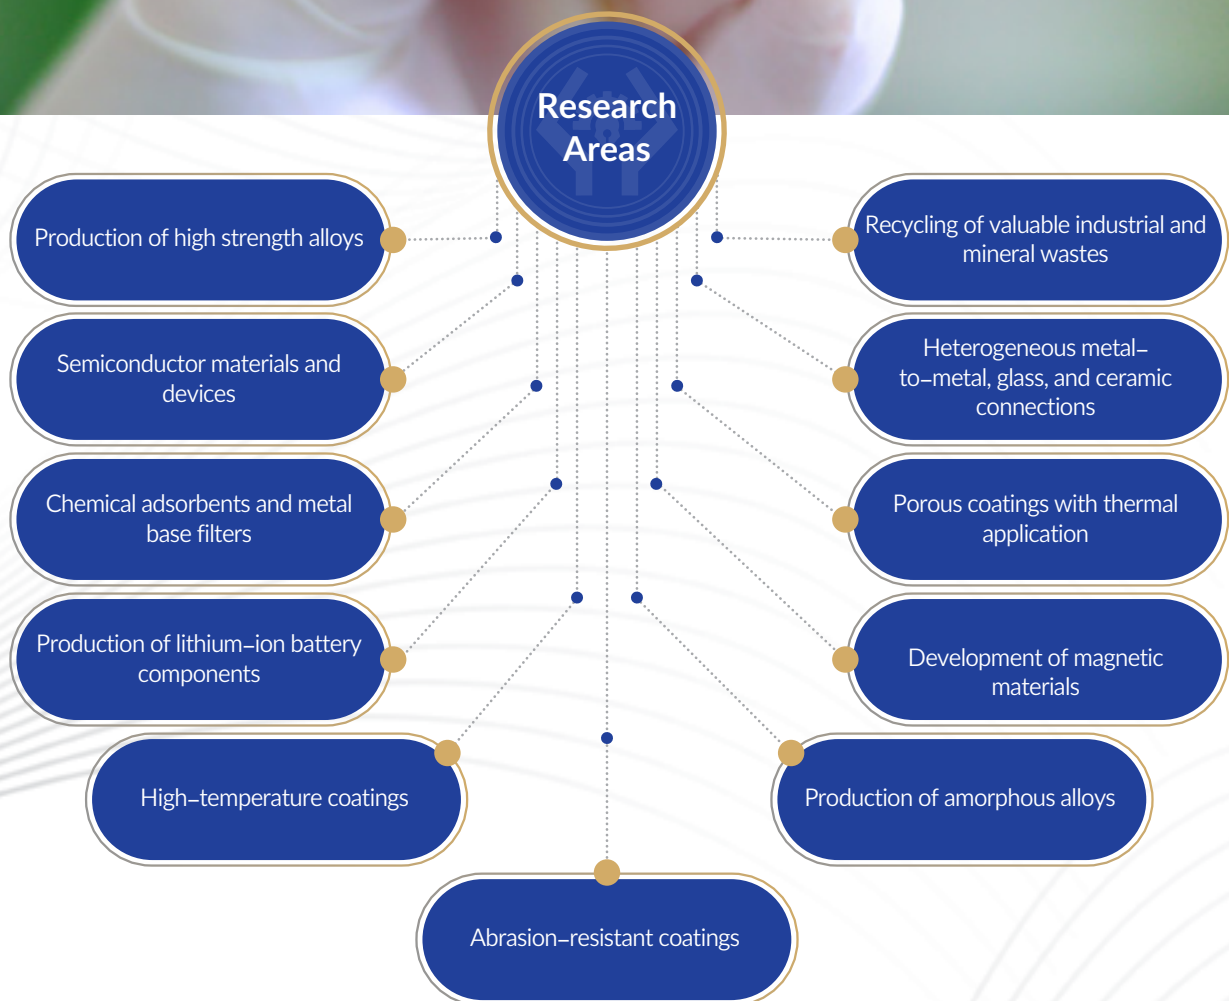 Research
Areas
Production of high strength alloys
Semiconductor materials and
devices
Chemical adsorbents and metal
base filters
Production of lithium–ion battery
components
High–temperature coatings
Abrasion–resistant coatings
Recycling of valuable industrial and
mineral wastes
Heterogeneous metal–
to–metal, glass, and ceramic
connections
Porous coatings with thermal
application
Development of magnetic
materials
Production of amorphous alloys